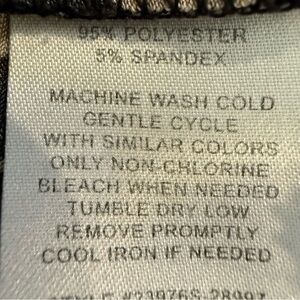 95% POLYESTER
5% SPANDEX
MACHINE WASH COLD
GENTLE CYCLE
WITH SIMILAR COLORS
ONLY NON-CHLORINE
BLEACH WHEN NEEDED
TUMBLE DRY LOW
REMOVE PROMPTLY
COOL IRON IF NEEDED